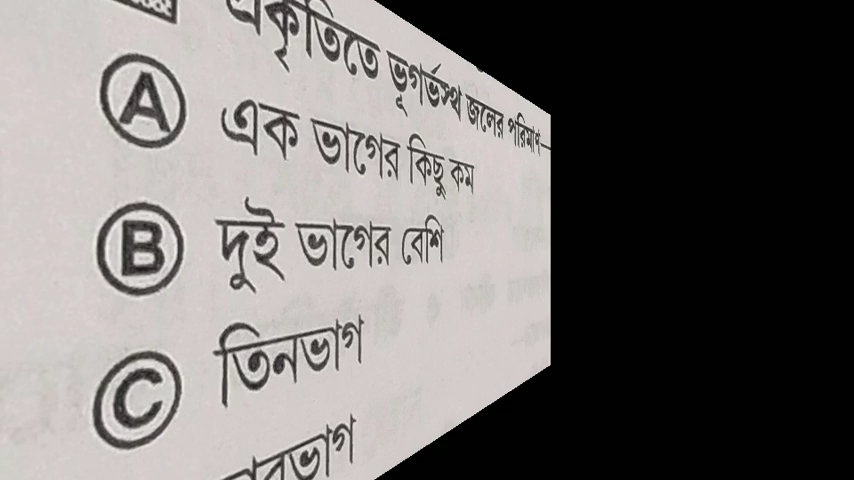 প্রকৃতিতে ভূগর্ভস্থ জলের পরিমাণ—
A এক ভাগের কিছু কম
B দুই ভাগের বেশি
C তিনভাগ